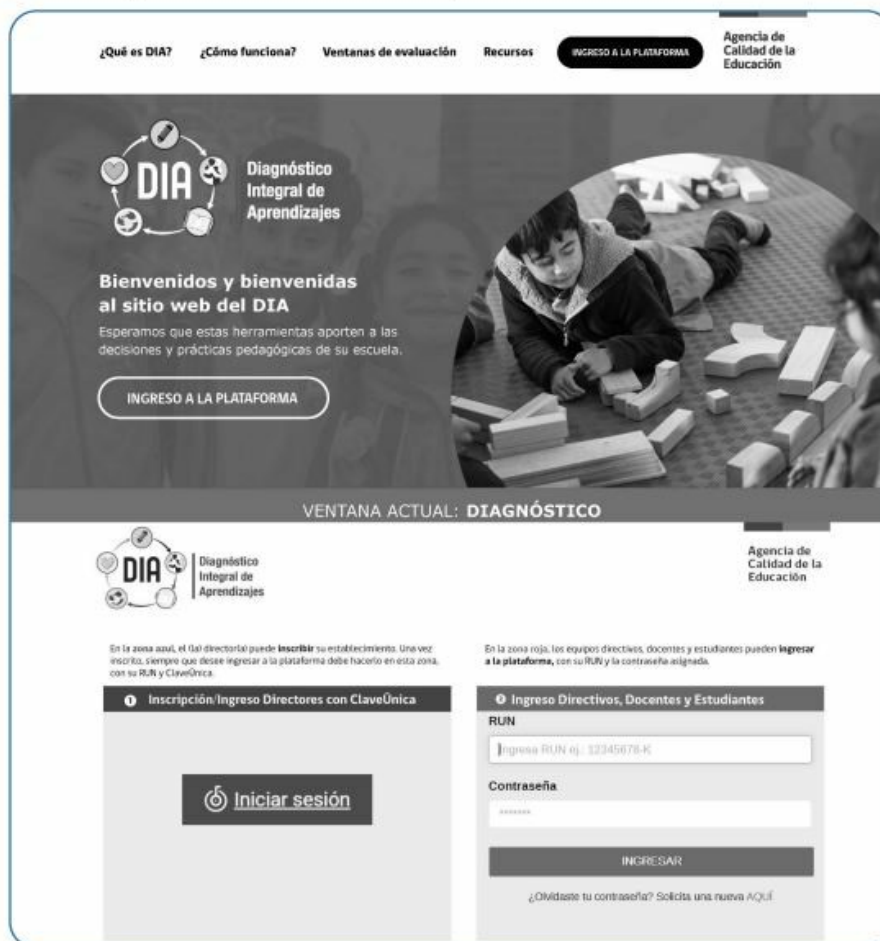 ¿Qué es DIA?
¿Cómo funciona?
Ventanas de evaluación
Recursos
INGRESO A LA PLATAFORMA
Agencia de
Calidad de la
Educación
DIA
Diagnóstico
Integral de
Aprendizajes
Bienvenidos y bienvenidas
al sitio web del DIA
Esperamos que estas herramientas aporten a las
decisiones y prácticas pedagógicas de su escuela.
INGRESO A LA PLATAFORMA
VENTANA ACTUAL: DIAGNÓSTICO
DIA
Diagnóstico
Integral de
Aprendizajes
Agencia de
Calidad de la
Educación
En la zona azul, el (la) director(a) puede inscribir su establecimiento. Una vez
inscrito, siempre que desee ingresar a la plataforma debe hacerlo en esta zona,
con su RUN y ClaveÚnica.
1 Inscripción/Ingreso Directores con ClaveÚnica
Iniciar sesión
En la zona roja, los equipos directivos, docentes y estudiantes pueden ingresar
a la plataforma, con su RUN y la contraseña asignada.
2 Ingreso Directivos, Docentes y Estudiantes
RUN
Ingresa RUN ej.: 12345678-K
Contraseña
*******
INGRESAR
¿Olvidaste tu contraseña? Solicita una nueva AQUÍ